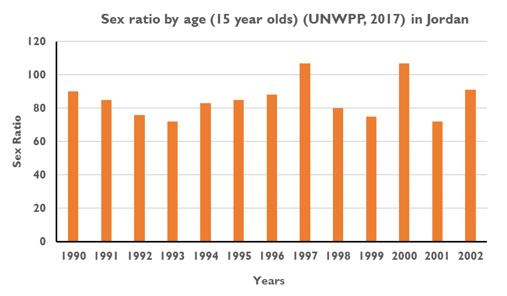 Sex ratio by age (15 year olds) (UNWPP, 2017) in Jordan
120
100
80
60
40
20
0
Sex Ratio
1990 1991 1992 1993 1994 1995 1996 1997 1998 1999 2000 2001 2002
Years